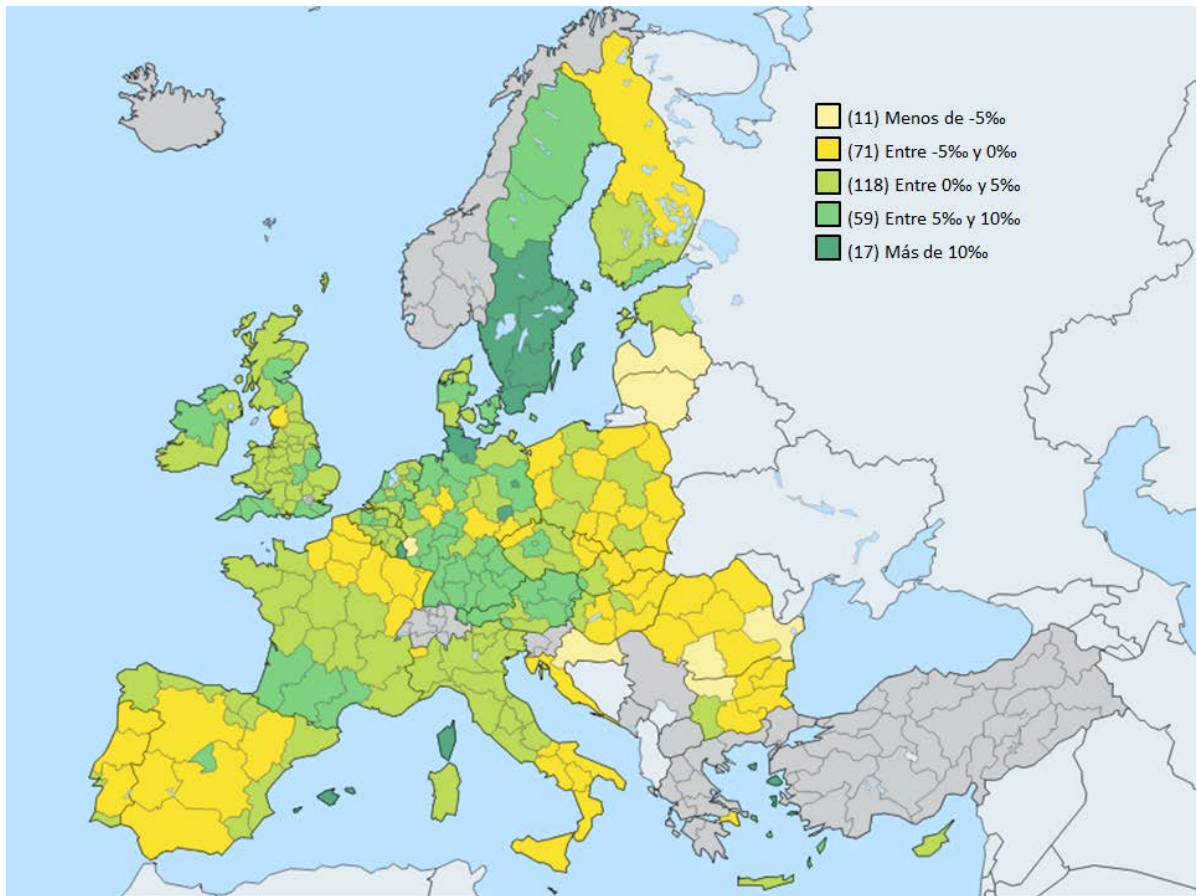 (11) Menos de -5‰
(71) Entre -5‰ y 0‰
(118) Entre 0‰ y 5‰
(59) Entre 5‰ y 10‰
(17) Más de 10‰